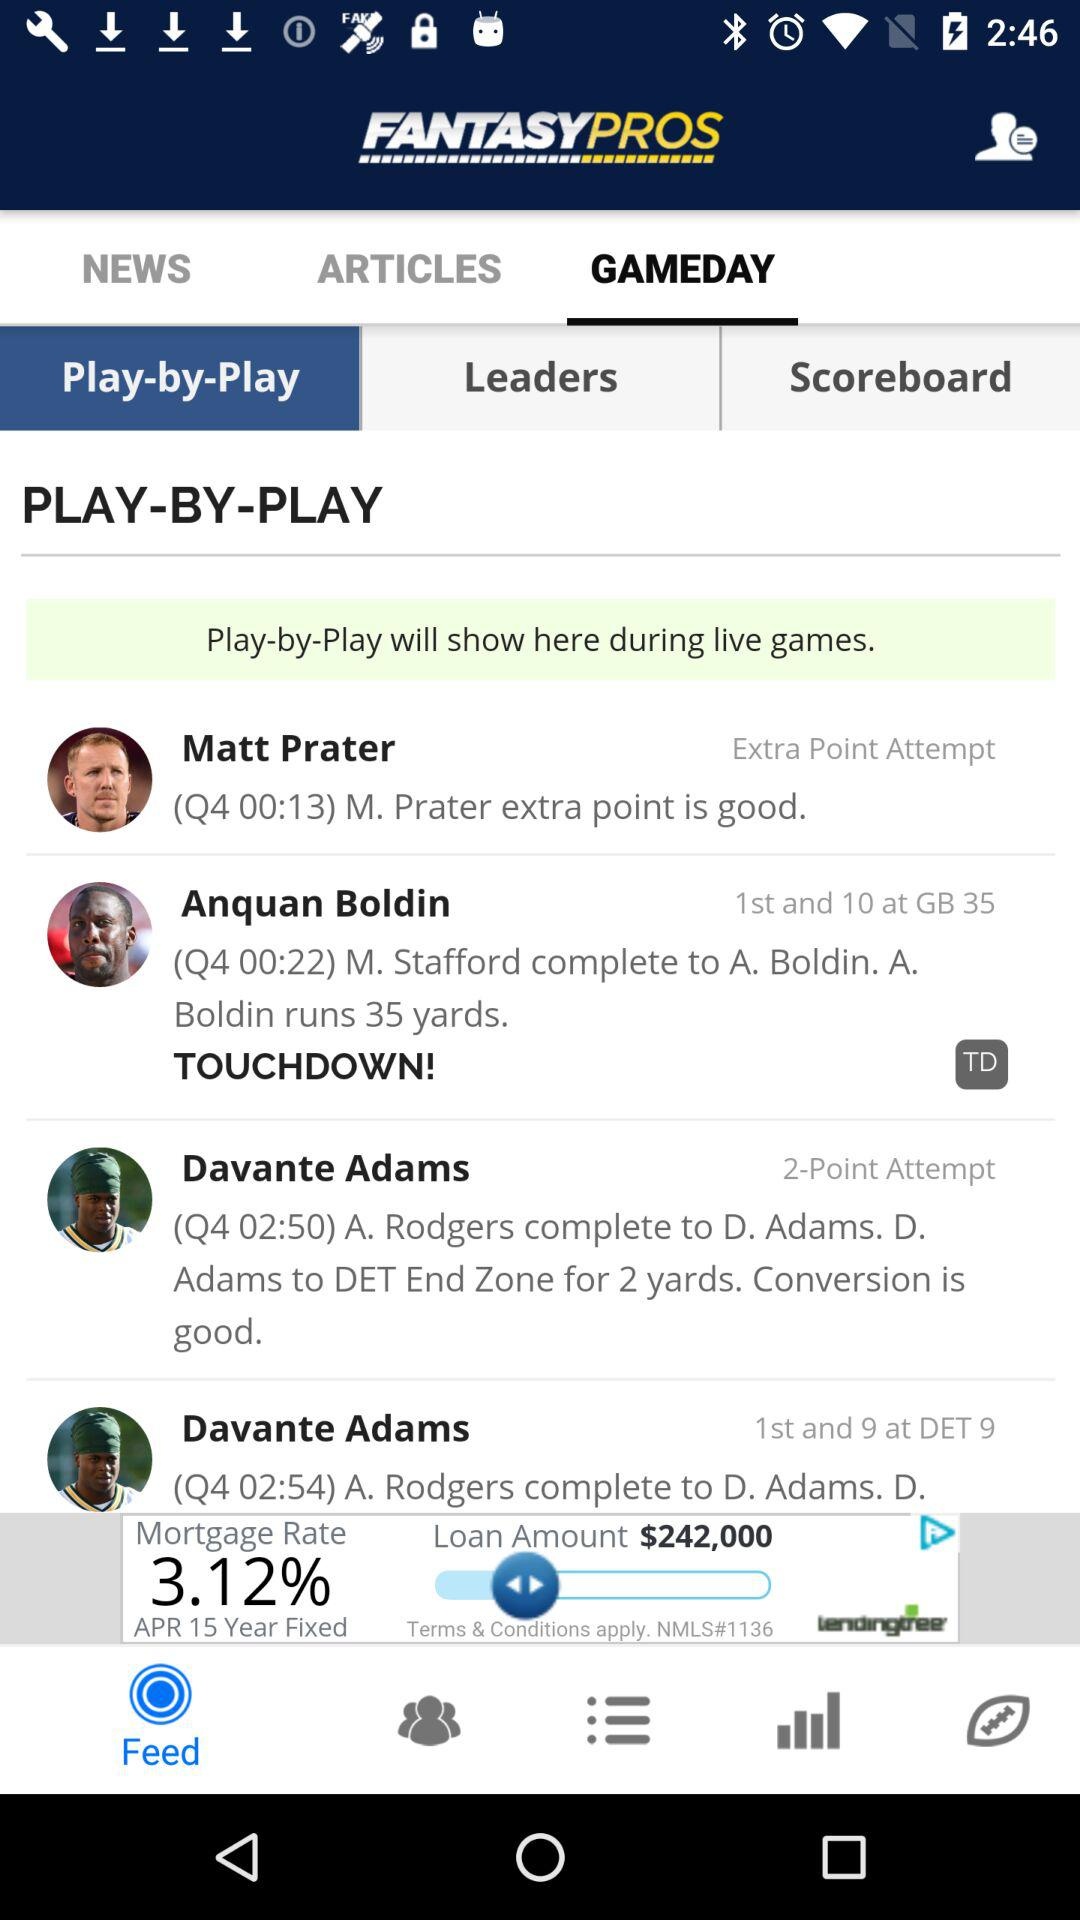 FAKE
2:46
FANTASYPROS
NEWS ARTICLES GAMEDAY
Play-by-Play Leaders Scoreboard
PLAY-BY-PLAY
Play-by-Play will show here during live games.
Matt Prater Extra Point Attempt
(Q4 00:13) M. Prater extra point is good.
Anquan Boldin 1st and 10 at GB 35
(Q4 00:22) M. Stafford complete to A. Boldin. A.
Boldin runs 35 yards.
TOUCHDOWN! TD
Davante Adams 2-Point Attempt
(Q4 02:50) A. Rodgers complete to D. Adams. D.
Adams to DET End Zone for 2 yards. Conversion is
good.
Davante Adams 1st and 9 at DET 9
(Q4 02:54) A. Rodgers complete to D. Adams. D.
Mortgage Rate Loan Amount $242,000
3.12%
APR 15 Year Fixed Terms & Conditions apply. NMLS#1136 lendingtree
Feed